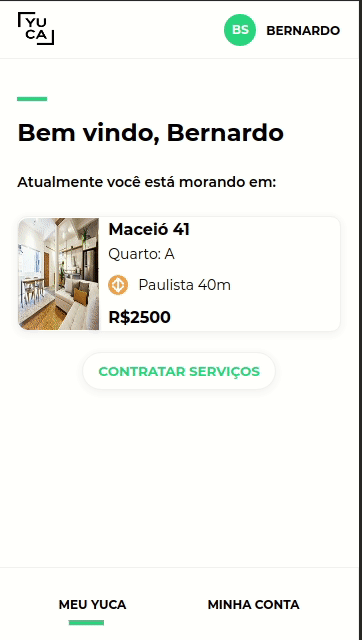 YU
CA
BS
BERNARDO
Bem vindo, Bernardo
Atualmente você está morando em:
Maceió 41
Quarto: A
Paulista 40m
R$2500
CONTRATAR SERVIÇOS
MEU YUCA
MINHA CONTA